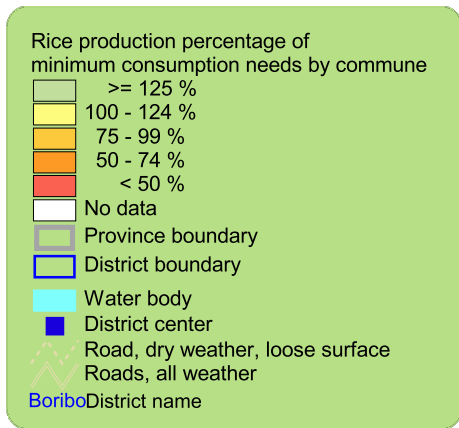 Rice production percentage of
minimum consumption needs by commune
>= 125 %
100 - 124 %
75 - 99 %
50 - 74 %
< 50 %
No data
Province boundary
District boundary
Water body
District center
Road, dry weather, loose surface
Roads, all weather
Boribo District name